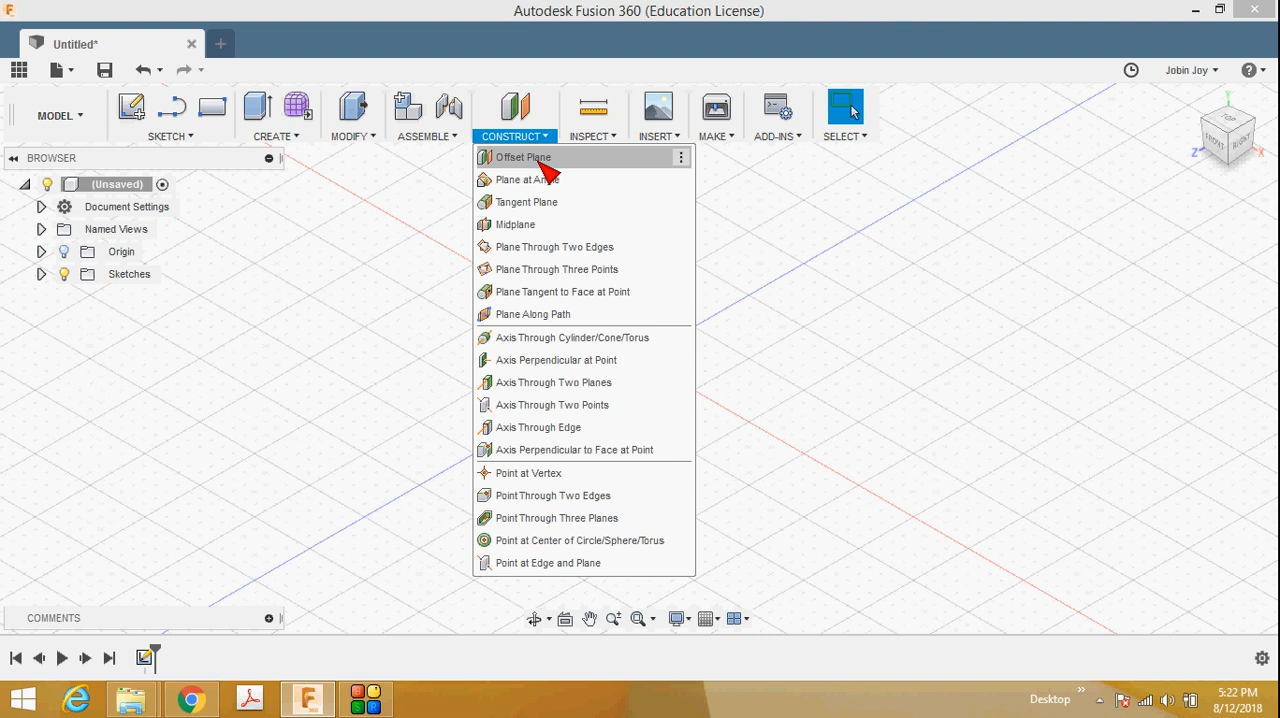 Autodesk Fusion 360 (Education License)
Untitled*
Jobin Joy
MODEL
SKETCH
CREATE
MODIFY
ASSEMBLE
CONSTRUCT
INSPECT
INSERT
MAKE
ADD-INS
SELECT
TOP
FRONT
RIGHT
Y
Z
X
BROWSER
(Unsaved)
Document Settings
Named Views
Origin
Sketches
Offset Plane
Plane at Angle
Tangent Plane
Midplane
Plane Through Two Edges
Plane Through Three Points
Plane Tangent to Face at Point
Plane Along Path
Axis Through Cylinder/Cone/Torus
Axis Perpendicular at Point
Axis Through Two Planes
Axis Through Two Points
Axis Through Edge
Axis Perpendicular to Face at Point
Point at Vertex
Point Through Two Edges
Point Through Three Planes
Point at Center of Circle/Sphere/Torus
Point at Edge and Plane
COMMENTS
Desktop
5:22 PM
8/12/2018